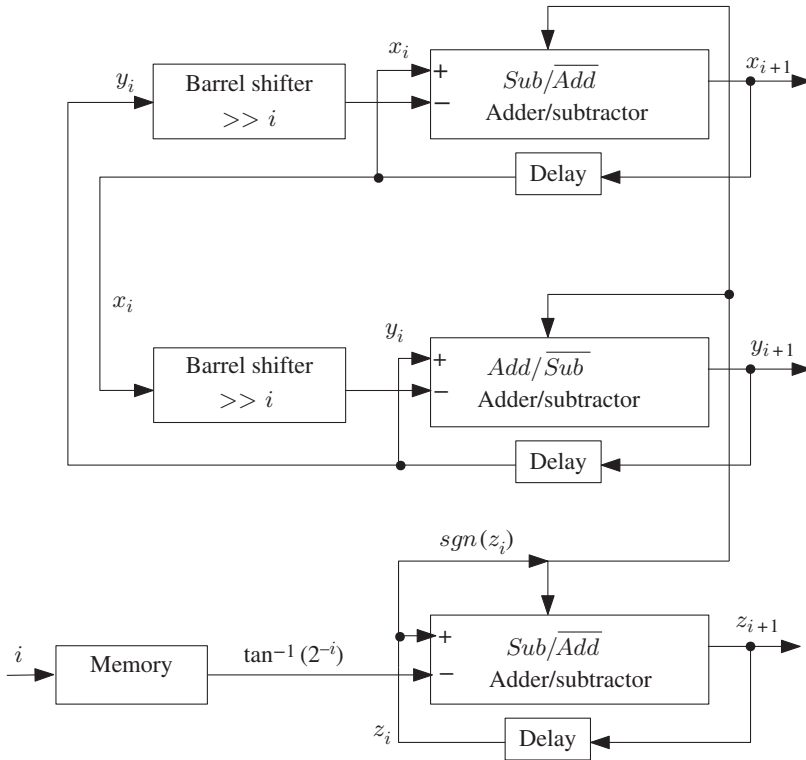 x_i
x_{i+1}
y_i
Barrel shifter
>> i
+
−
Sub/\overline{Add}
Adder/subtractor
Delay
x_i
y_i
y_{i+1}
Barrel shifter
>> i
+
−
Add/\overline{Sub}
Adder/subtractor
Delay
sgn(z_i)
z_{i+1}
i
Memory
tan^{−1}(2^{−i})
+
−
Sub/\overline{Add}
Adder/subtractor
z_i
Delay